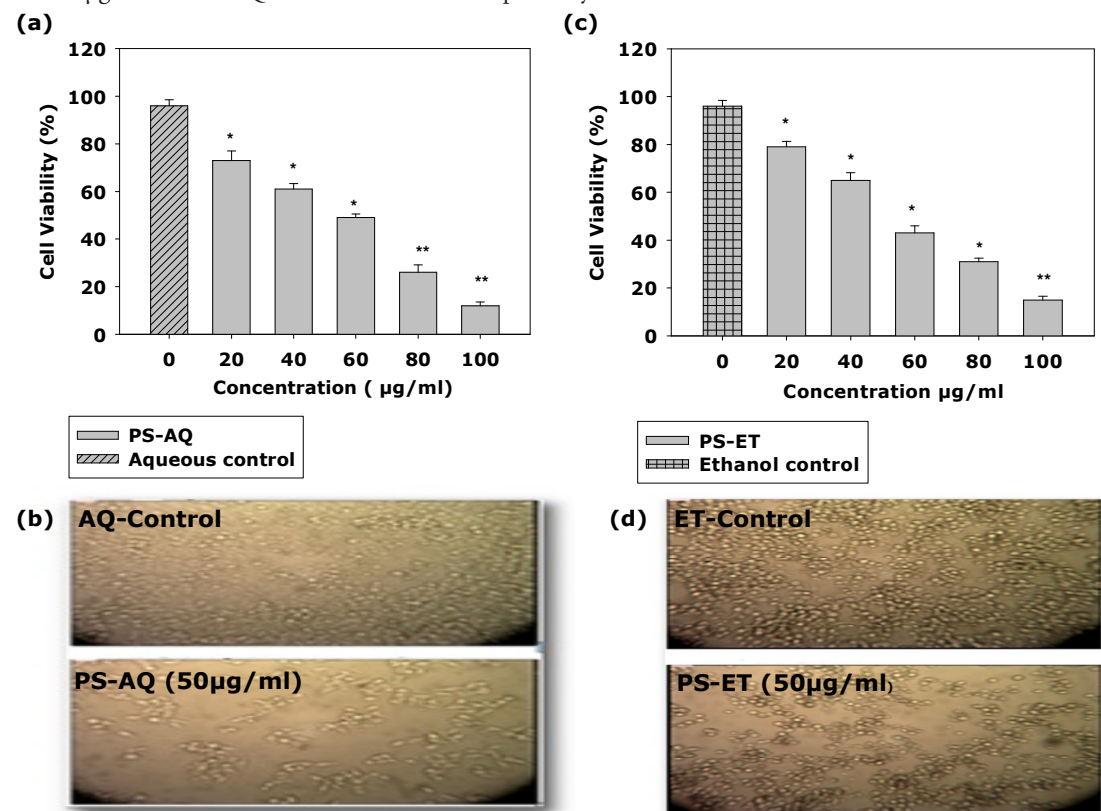 (a)
120
100
80
60
40
20
0
Cell Viability (%)
*
*
*
**
**
0 20 40 60 80 100
Concentration ( µg/ml)
PS-AQ
Aqueous control
(c)
120
100
80
60
40
20
0
Cell Viability (%)
*
*
*
*
**
0 20 40 60 80 100
Concentration µg/ml
PS-ET
Ethanol control
(b)
AQ-Control
PS-AQ (50µg/ml)
(d)
ET-Control
PS-ET (50µg/ml)